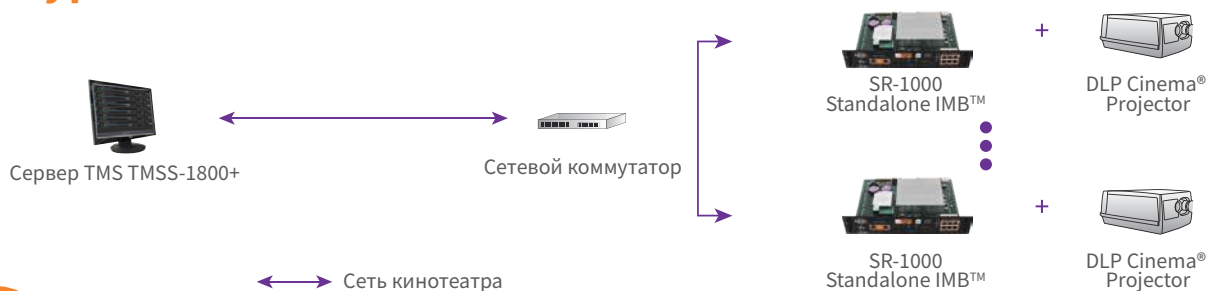 SR-1000
Standalone IMB™
+
DLP Cinema®
Projector
Сервер TMS TMSS-1800+
Сетевой коммутатор
SR-1000
Standalone IMB™
+
DLP Cinema®
Projector
Сеть кинотеатра